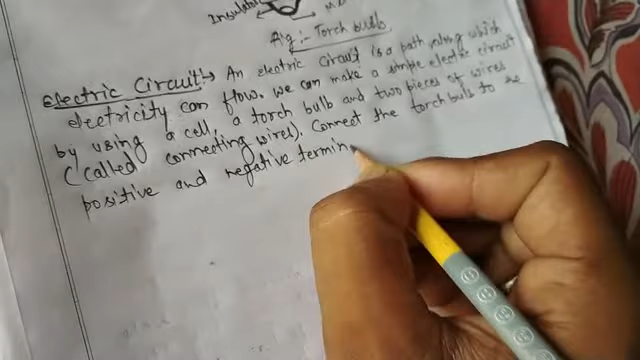 Insulator
Fig:- Torch bulb
Electric Circuit:- An electric circuit is a path along which
electricity can flow. We can make a simple electric circuit
by using a cell, a torch bulb and two pieces of wires
(called connecting wires). Connect the torch bulb to the
positive and negative termin